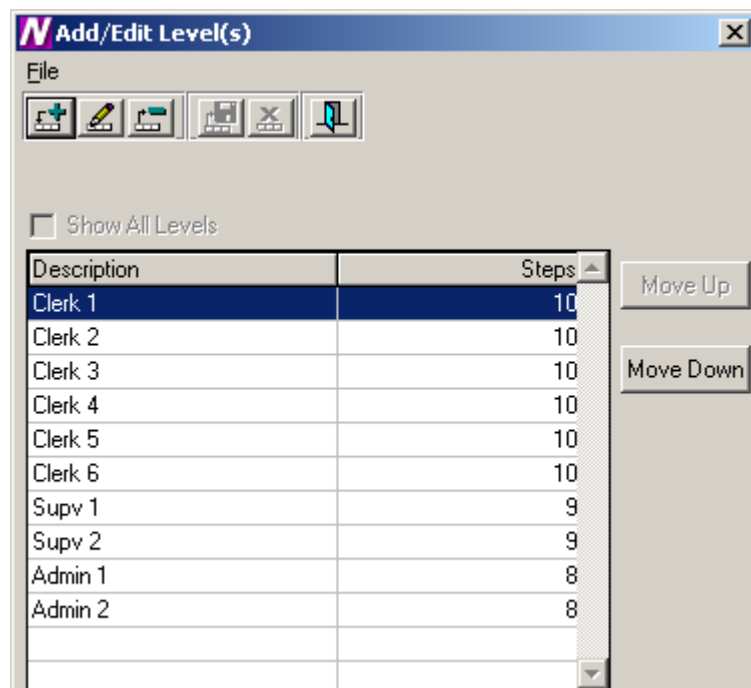 N Add/Edit Level(s)
File
Show All Levels
Description Steps
Clerk 1 10
Clerk 2 10
Clerk 3 10
Clerk 4 10
Clerk 5 10
Clerk 6 10
Supv 1 9
Supv 2 9
Admin 1 8
Admin 2 8
Move Up
Move Down